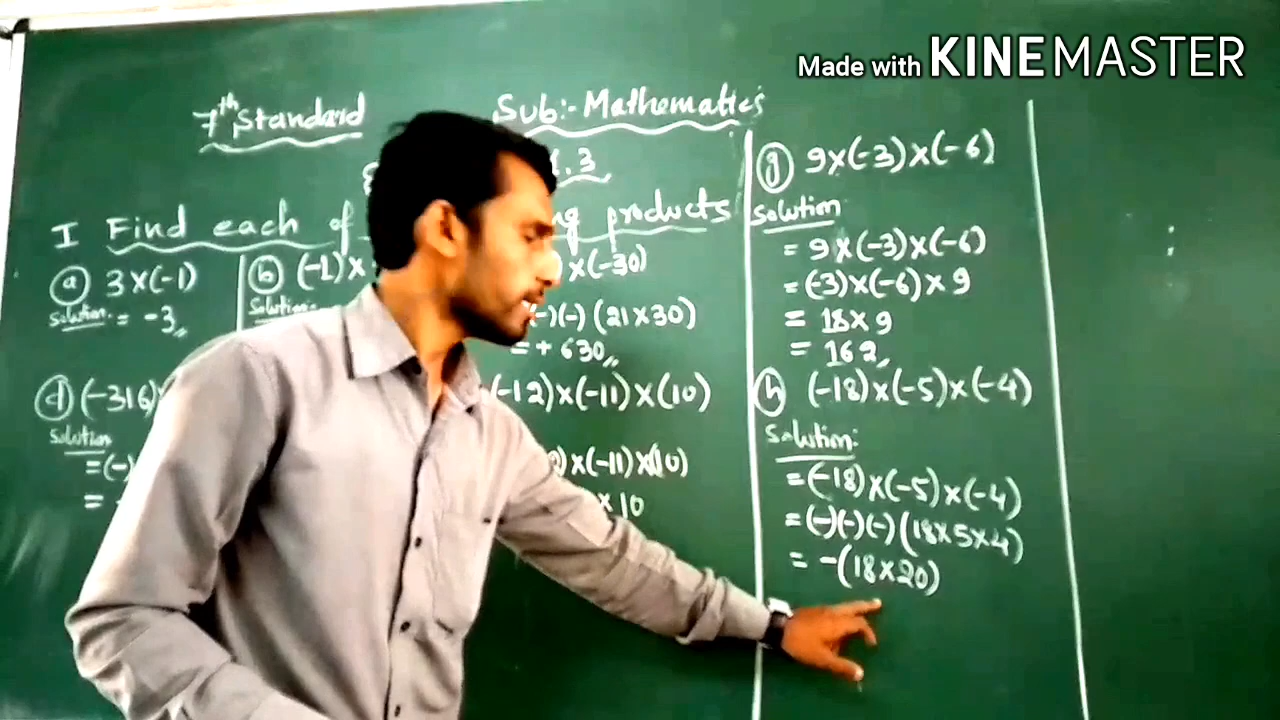 Made with KINEMASTER
7th Standard Sub:- Mathematics
.3
I Find each of products
(a) 3×(-1)
Solution: = -3,,
(b) (-1)×
Solution:
×(-30)
(-)(-) (21×30)
= + 630,,
(d) (-316)
Solution
= (-)
=
(-12)×(-11)×(10)
)×(-11)×(10)
× 10
(g) 9×(-3)×(-6)
Solution
= 9×(-3)×(-6)
= (-3)×(-6)×9
= 18×9
= 162,,
(h) (-18)×(-5)×(-4)
Solution:
= (-18)×(-5)×(-4)
= (-)(-)(-) (18×5×4)
= -(18×20)